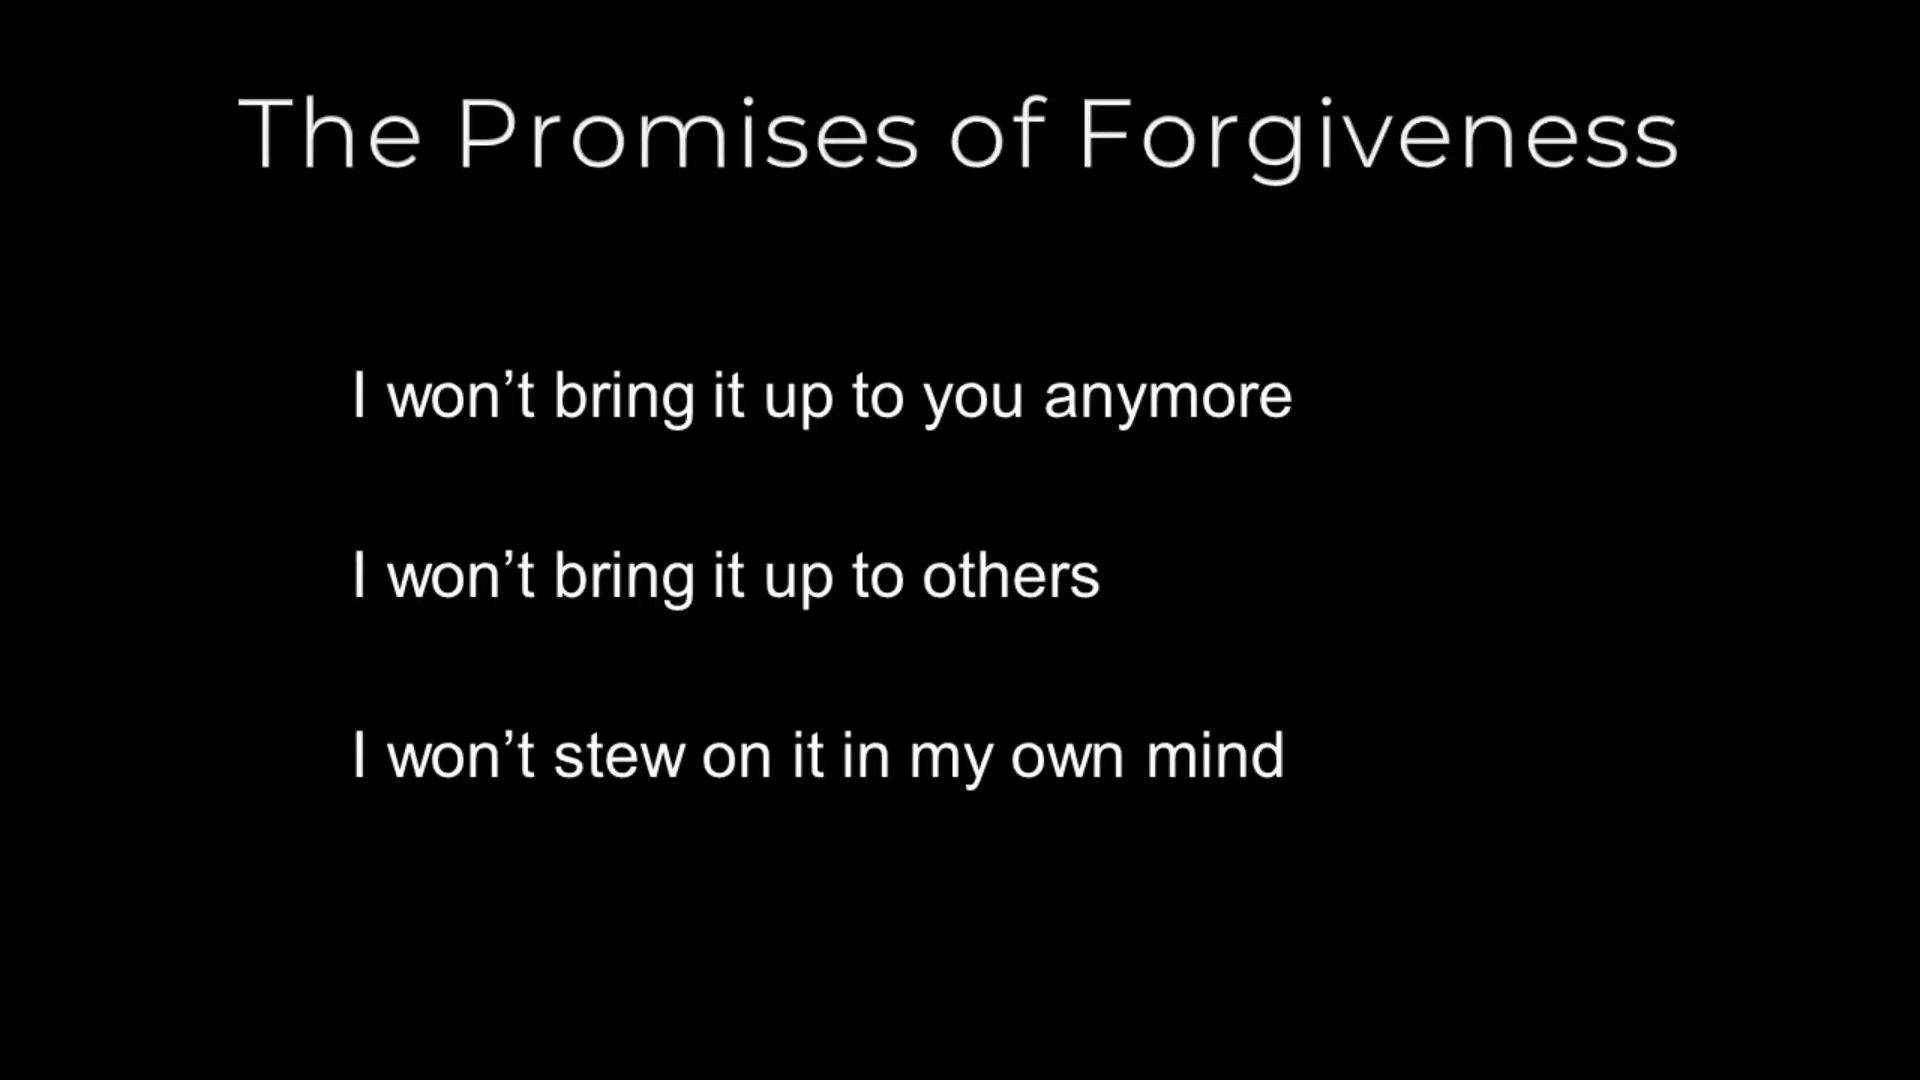 The Promises of Forgiveness
I won’t bring it up to you anymore
I won’t bring it up to others
I won’t stew on it in my own mind